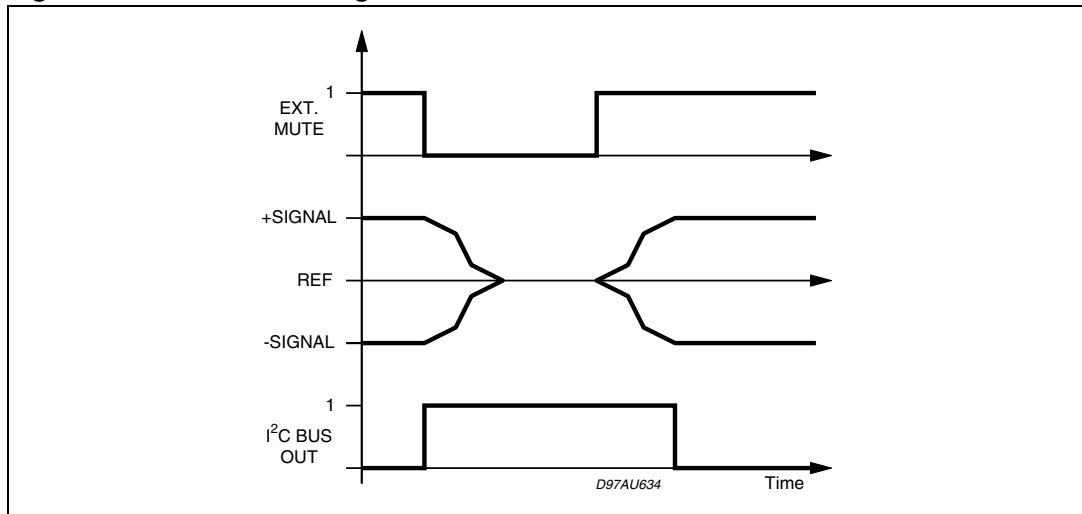 1
EXT.
MUTE
+SIGNAL
REF
-SIGNAL
1
I²C BUS
OUT
D97AU634
Time